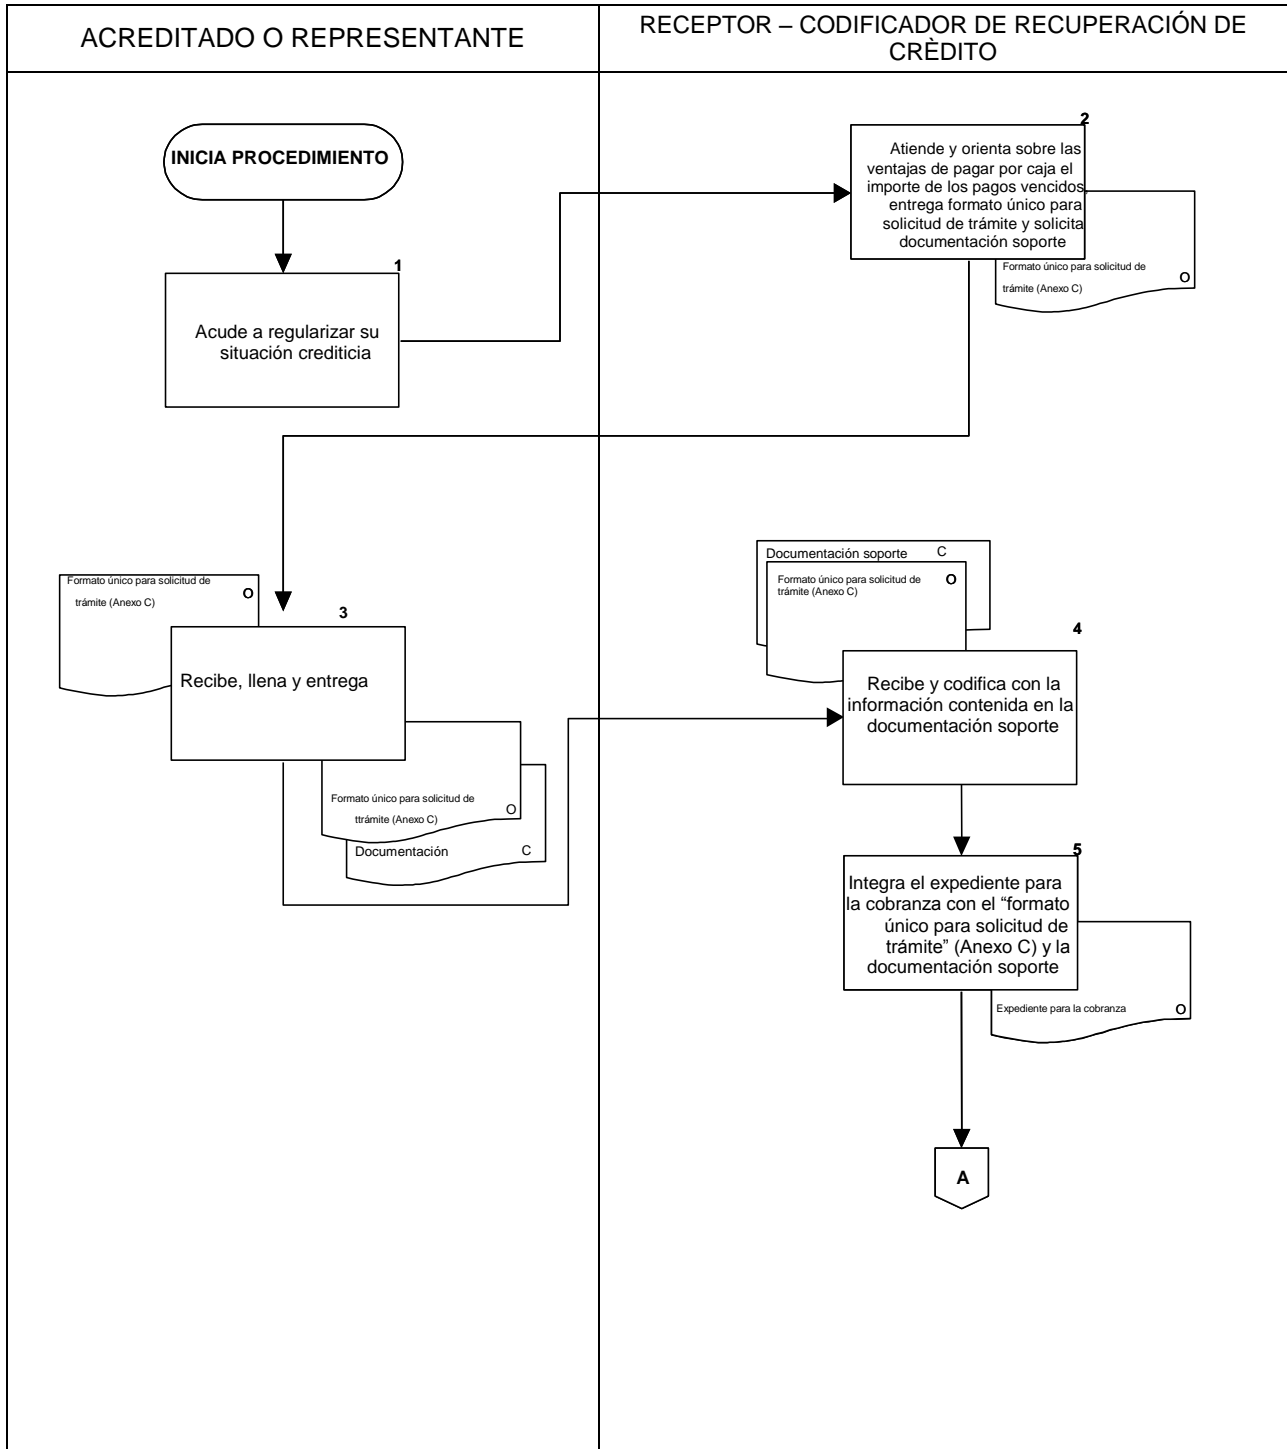 ACREDITADO O REPRESENTANTE
RECEPTOR – CODIFICADOR DE RECUPERACIÓN DE
CRÈDITO
INICIA PROCEDIMIENTO
1
Acude a regularizar su
situación crediticia
2
Atiende y orienta sobre las
ventajas de pagar por caja el
importe de los pagos vencidos,
entrega formato único para
solicitud de trámite y solicita
documentación soporte
Formato único para solicitud de
trámite (Anexo C)
O
Formato único para solicitud de
trámite (Anexo C)
O
3
Recibe, llena y entrega
Formato único para solicitud de
ttrámite (Anexo C)
O
Documentación C
Documentación soporte C
Formato único para solicitud de
trámite (Anexo C)
O
4
Recibe y codifica con la
información contenida en la
documentación soporte
5
Integra el expediente para
la cobranza con el “formato
único para solicitud de
trámite” (Anexo C) y la
documentación soporte
Expediente para la cobranza O
A